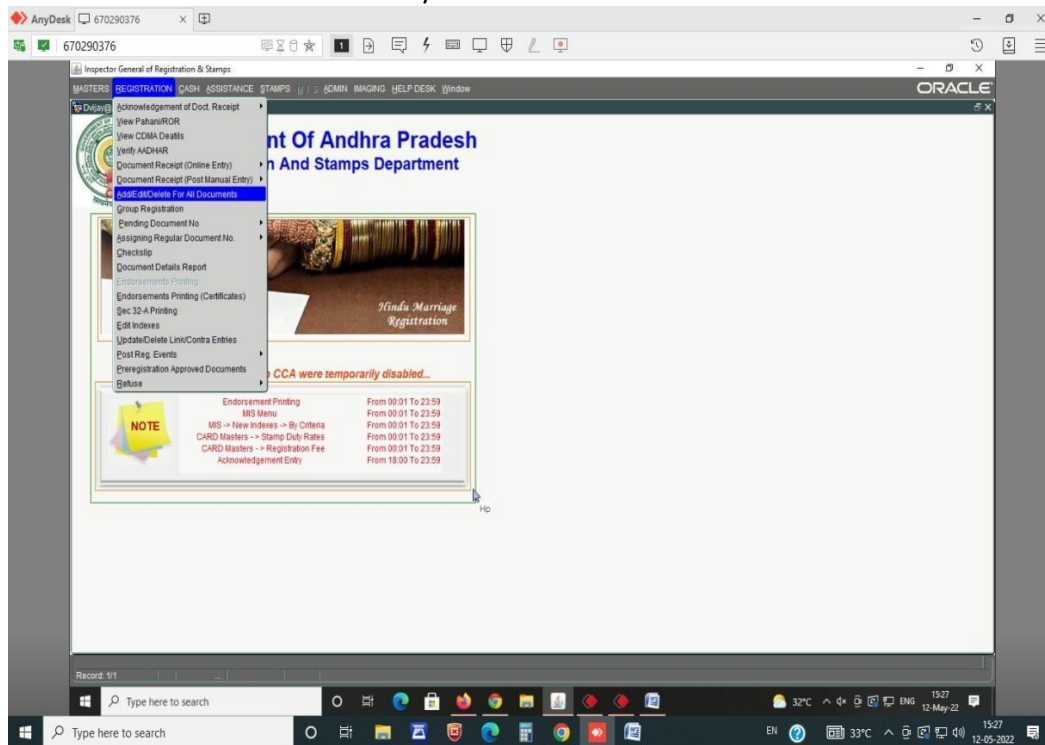 AnyDesk 670290376
670290376
1
Inspector General of Registration & Stamps
MASTERS REGISTRATION CASH ASSISTANCE STAMPS ADMIN IMAGING HELP DESK Window
ORACLE
Acknowledgement of Doct. Receipt
View Pahani/ROR
View CDMA Deatils
Verify AADHAR
Document Receipt (Online Entry)
Document Receipt (Post Manual Entry)
Add/Edit/Delete For All Documents
Group Registration
Pending Document No
Assigning Regular Document No.
Checkslip
Document Details Report
Endorsements Printing
Endorsements Printing (Certificates)
Sec 32-A Printing
Edit Indexes
Update/Delete Link/Contra Entries
Post Reg. Events
Preregistration Approved Documents
Refuse
nt Of Andhra Pradesh
n And Stamps Department
Hindu Marriage
Registration
CCA were temporarily disabled...
NOTE
Endorsement Printing From 00:01 To 23:59
MIS Menu From 00:01 To 23:59
MIS -> New Indexes -> By Criteria From 00:01 To 23:59
CARD Masters - > Stamp Duty Rates From 00:01 To 23:59
CARD Masters - > Registration Fee From 00:01 To 23:59
Acknowledgement Entry From 18:00 To 23:59
Hp
Record: 1/1
Type here to search
32°C ENG 15:27
12-May-22
Type here to search
EN 33°C 15:27
12-05-2022